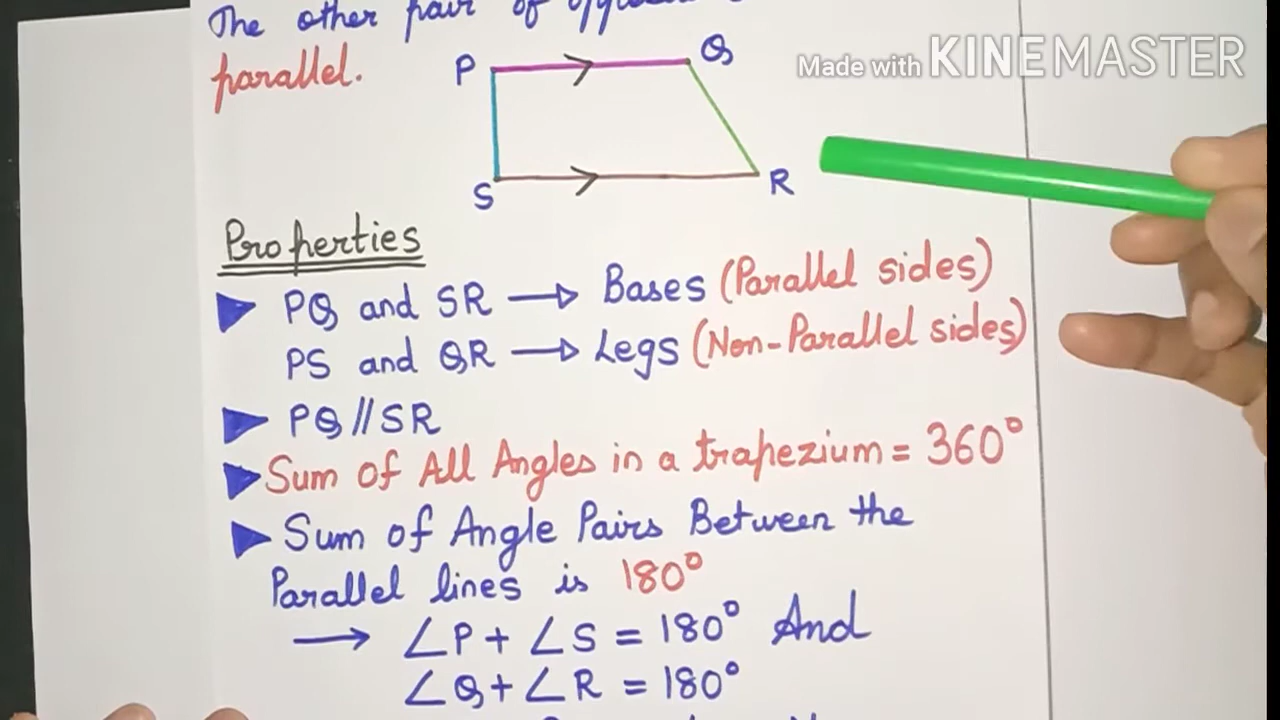 The other pair of
parallel.
Made with KINEMASTER
P Q
S R
Properties
PQ and SR → Bases (Parallel sides)
PS and QR → Legs (Non-Parallel sides)
PQ // SR
Sum of All Angles in a trapezium = 360°
Sum of Angle Pairs Between the
Parallel lines is 180°
→ ∠P + ∠S = 180° And
∠Q + ∠R = 180°